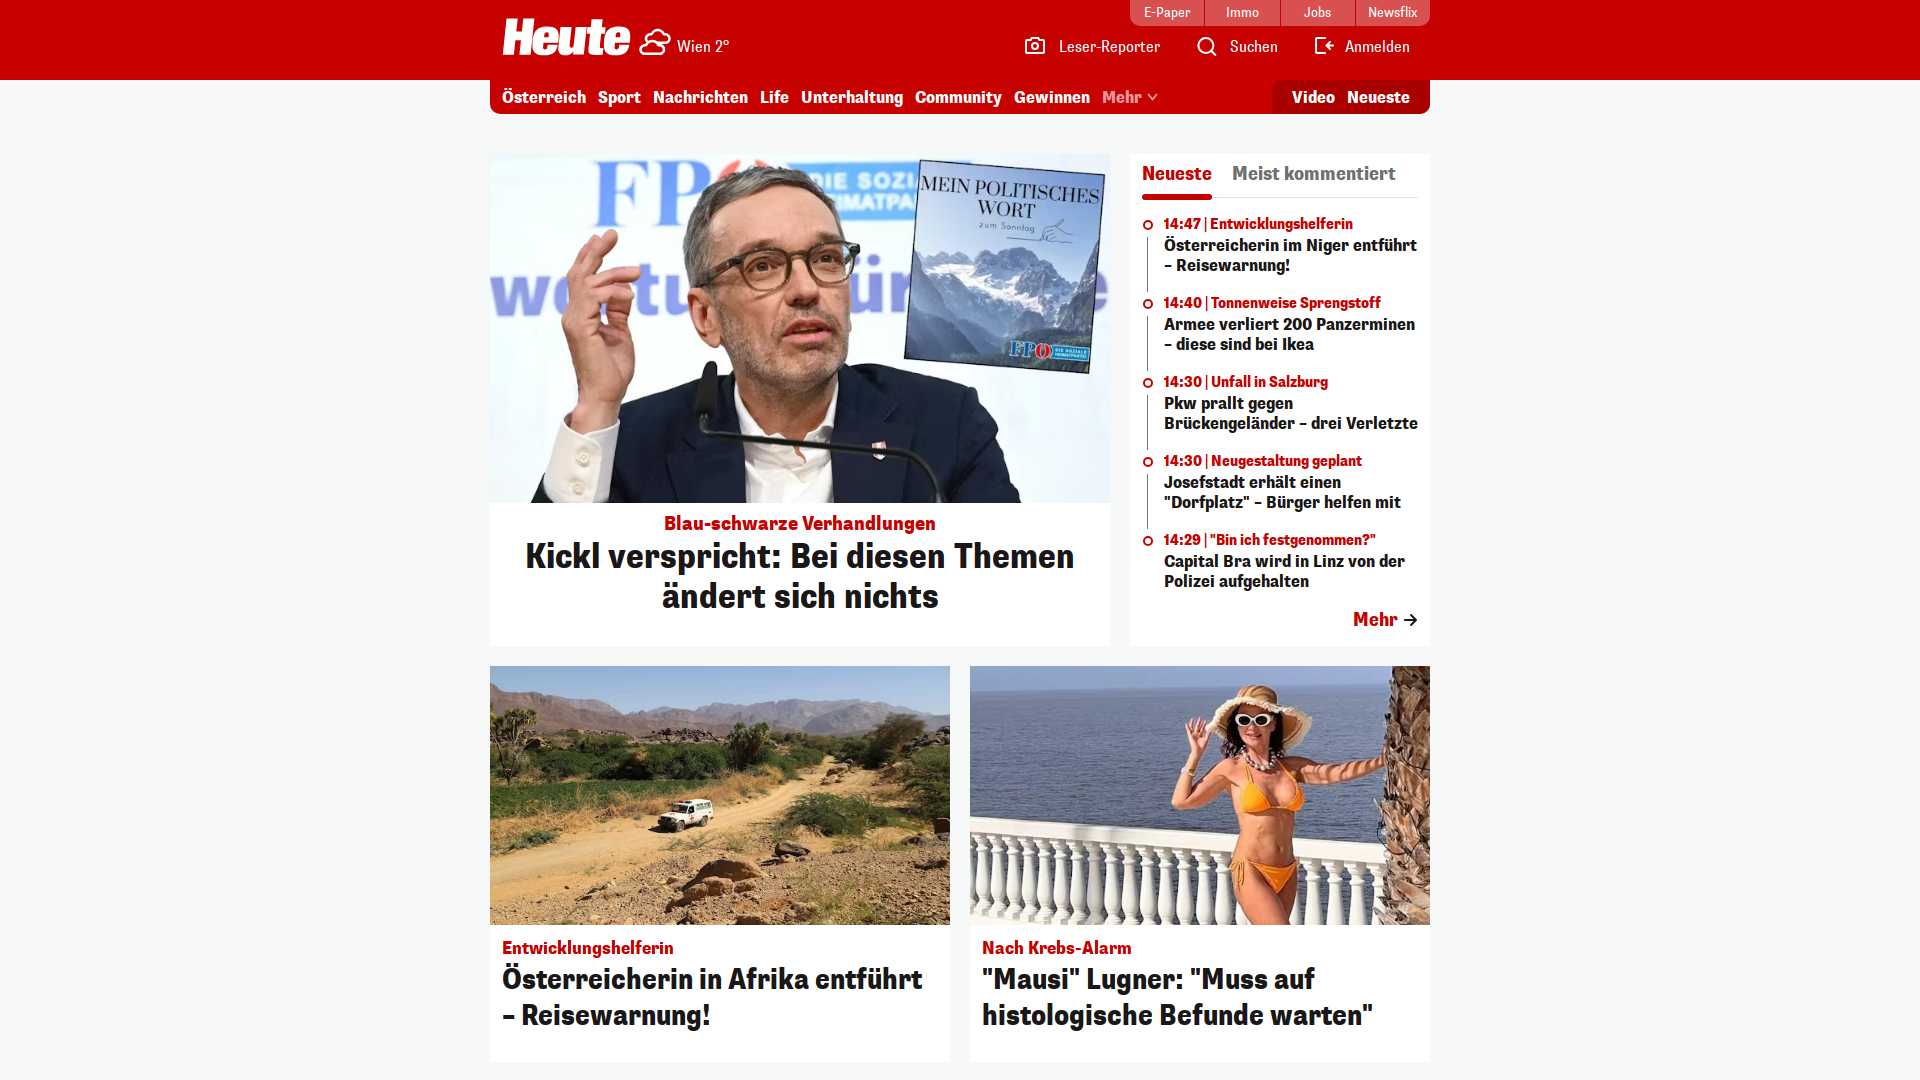 E-Paper
Immo
Jobs
Newsflix
Heute
Wien 2°
Leser-Reporter
Suchen
Anmelden
Österreich
Sport
Nachrichten
Life
Unterhaltung
Community
Gewinnen
Mehr
Video
Neueste
FP
DIE SOZI
EIMATPA
MEIN POLITISCHES
WORT
zum Sonntag
FPÖ
DIE SOZIALE
HEIMATPARTEI
Blau-schwarze Verhandlungen
Kickl verspricht: Bei diesen Themen
ändert sich nichts
Neueste
Meist kommentiert
14:47 | Entwicklungshelferin
Österreicherin im Niger entführt
– Reisewarnung!
14:40 | Tonnenweise Sprengstoff
Armee verliert 200 Panzerminen
– diese sind bei Ikea
14:30 | Unfall in Salzburg
Pkw prallt gegen
Brückengeländer – drei Verletzte
14:30 | Neugestaltung geplant
Josefstadt erhält einen
"Dorfplatz" – Bürger helfen mit
14:29 | "Bin ich festgenommen?"
Capital Bra wird in Linz von der
Polizei aufgehalten
Mehr
Entwicklungshelferin
Österreicherin in Afrika entführt
– Reisewarnung!
Nach Krebs-Alarm
"Mausi" Lugner: "Muss auf
histologische Befunde warten"